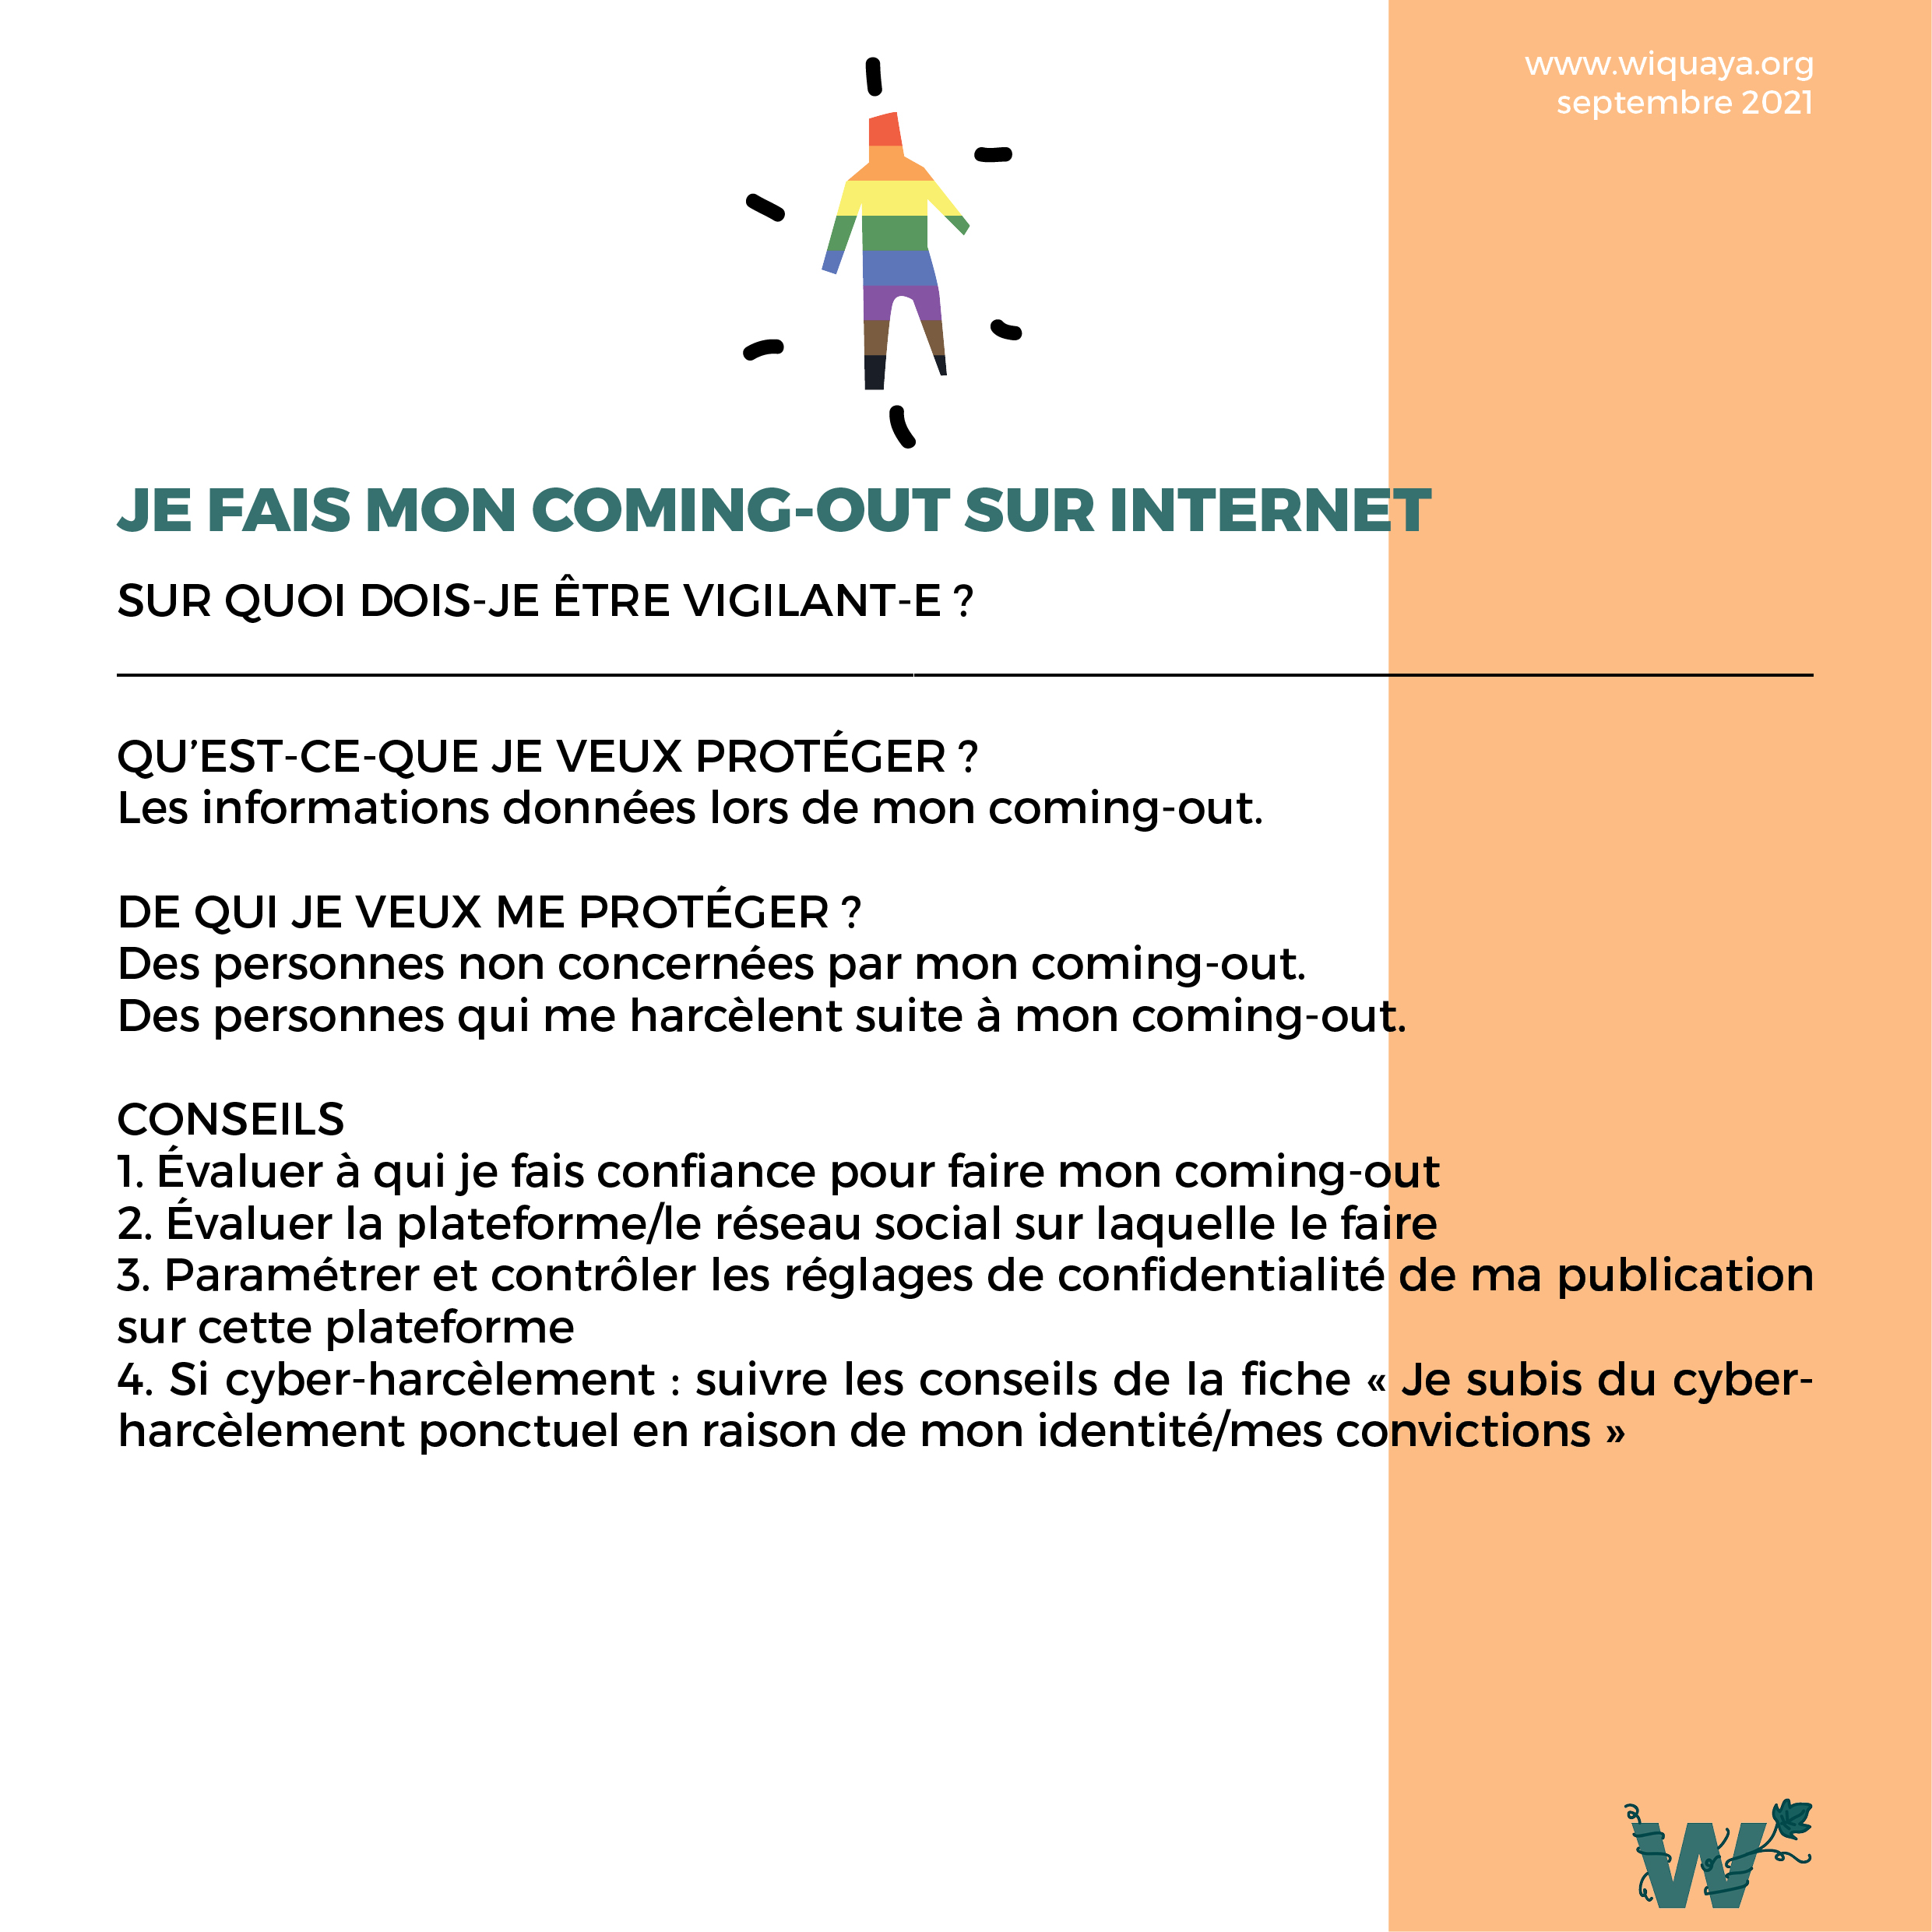 www.wiquaya.org
septembre 2021
JE FAIS MON COMING-OUT SUR INTERNET
SUR QUOI DOIS-JE ÊTRE VIGILANT-E ?
QU’EST-CE-QUE JE VEUX PROTÉGER ?
Les informations données lors de mon coming-out.
DE QUI JE VEUX ME PROTÉGER ?
Des personnes non concernées par mon coming-out.
Des personnes qui me harcèlent suite à mon coming-out.
CONSEILS
1. Évaluer à qui je fais confiance pour faire mon coming-out
2. Évaluer la plateforme/le réseau social sur laquelle le faire
3. Paramétrer et contrôler les réglages de confidentialité de ma publication
sur cette plateforme
4. Si cyber-harcèlement : suivre les conseils de la fiche « Je subis du cyber-
harcèlement ponctuel en raison de mon identité/mes convictions »
W